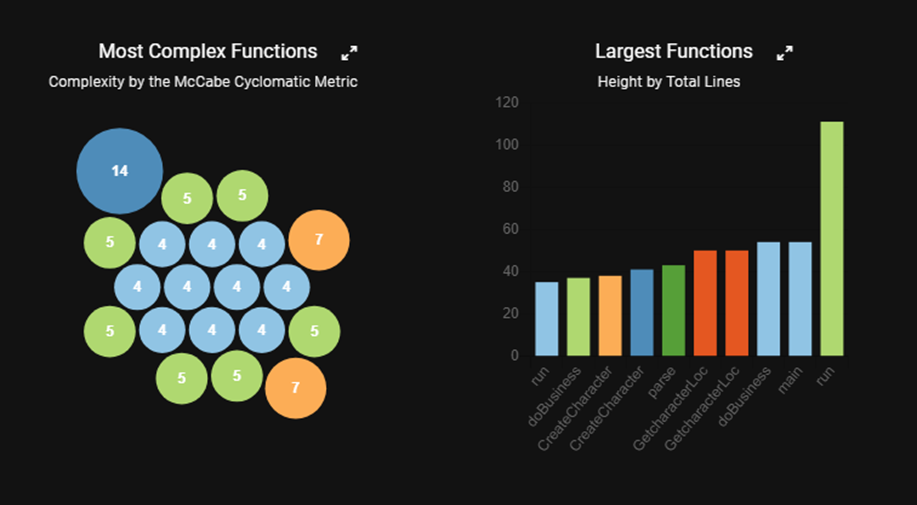 Most Complex Functions
Complexity by the McCabe Cyclomatic Metric
14
5
5
5
4
4
4
7
4
4
4
4
5
4
4
4
5
5
5
7
Largest Functions
Height by Total Lines
120
100
80
60
40
20
0
run
doBusiness
CreateCharacter
CreateCharacter
parse
GetcharacterLoc
GetcharacterLoc
doBusiness
main
run